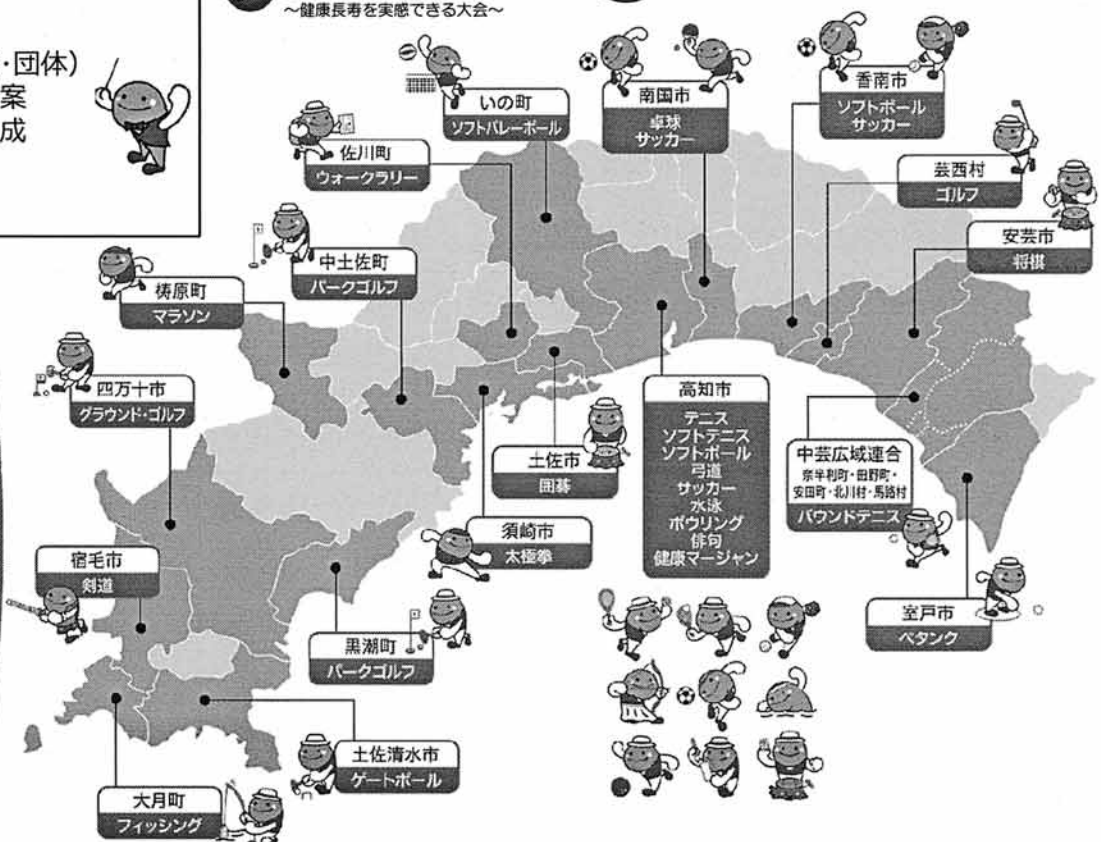 ～健康長寿を実感できる大会～
・団体）
案
成
いの町
ソフトバレーボール
南国市
卓球
サッカー
香南市
ソフトボール
サッカー
佐川町
ウォークラリー
芸西村
ゴルフ
安芸市
将棋
中土佐町
パークゴルフ
梼原町
マラソン
四万十市
グラウンド・ゴルフ
高知市
テニス
ソフトテニス
ソフトボール
弓道
サッカー
水泳
ボウリング
俳句
健康マージャン
土佐市
囲碁
中芸広域連合
奈半利町・田野町・
安田町・北川村・馬路村
バウンドテニス
須崎市
太極拳
宿毛市
剣道
黒潮町
パークゴルフ
室戸市
ペタンク
土佐清水市
ゲートボール
大月町
フィッシング